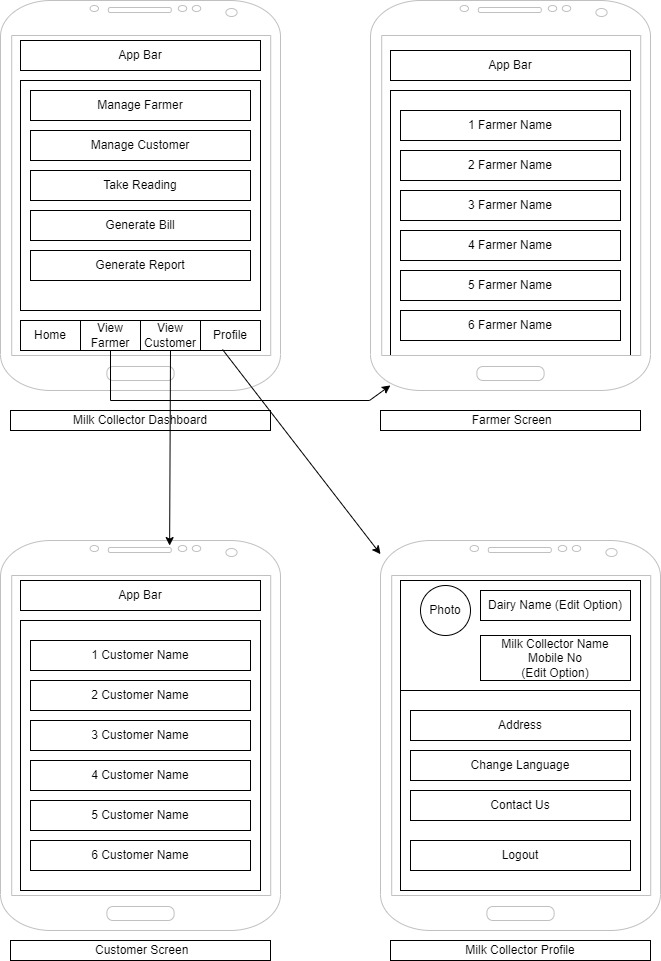 App Bar
Manage Farmer
Manage Customer
Take Reading
Generate Bill
Generate Report
Home
View
Farmer
View
Customer
Profile
Milk Collector Dashboard
App Bar
1 Farmer Name
2 Farmer Name
3 Farmer Name
4 Farmer Name
5 Farmer Name
6 Farmer Name
Farmer Screen
App Bar
1 Customer Name
2 Customer Name
3 Customer Name
4 Customer Name
5 Customer Name
6 Customer Name
Customer Screen
Photo
Dairy Name (Edit Option)
Milk Collector Name
Mobile No
(Edit Option)
Address
Change Language
Contact Us
Logout
Milk Collector Profile